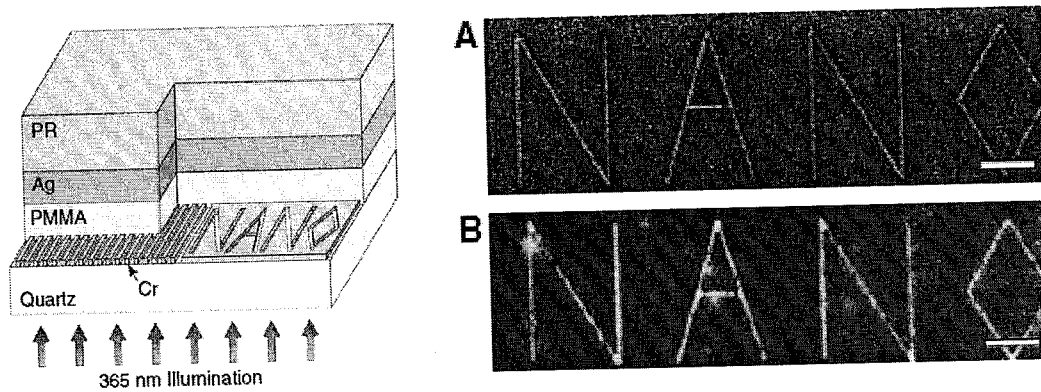 PR
Ag
PMMA
NANO
Cr
Quartz
365 nm Illumination
A
NANO
B
NANO